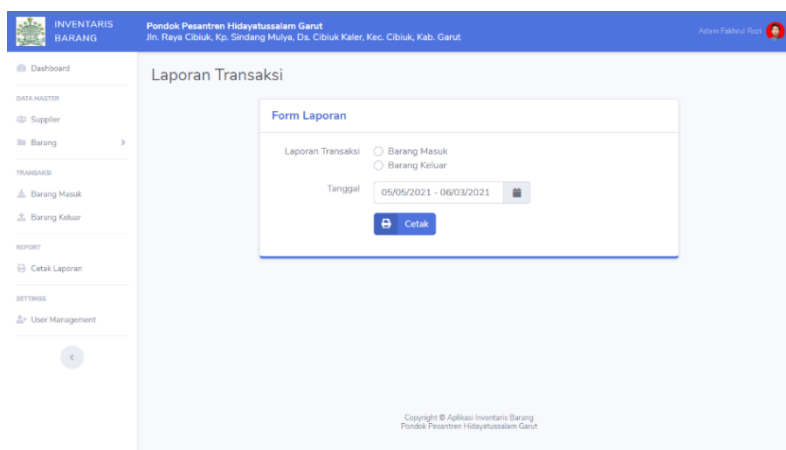 INVENTARIS
BARANG
Pondok Pesantren Hidayatussalam Garut
Jln. Raya Cibiuk, Kp. Sindang Mulya, Ds. Cibiuk Kaler, Kec. Cibiuk, Kab. Garut
Adam Fakhrul Rozi
Dashboard
DATA MASTER
Supplier
Barang
TRANSAKSI
Barang Masuk
Barang Keluar
REPORT
Cetak Laporan
SETTINGS
User Management
Laporan Transaksi
Form Laporan
Laporan Transaksi
Barang Masuk
Barang Keluar
Tanggal
05/05/2021 - 06/03/2021
Cetak
Copyright © Aplikasi Inventaris Barang
Pondok Pesantren Hidayatussalam Garut